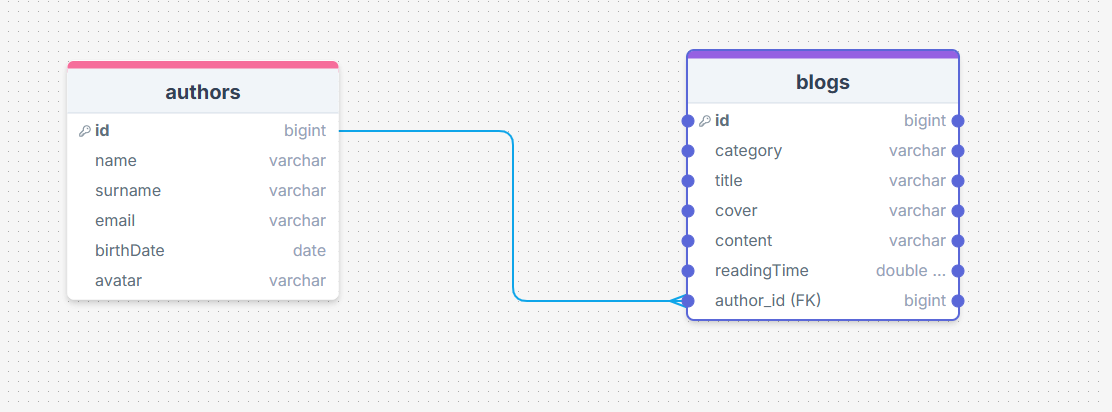 authors
id bigint
name varchar
surname varchar
email varchar
birthDate date
avatar varchar
blogs
id bigint
category varchar
title varchar
cover varchar
content varchar
readingTime double ...
author_id (FK) bigint